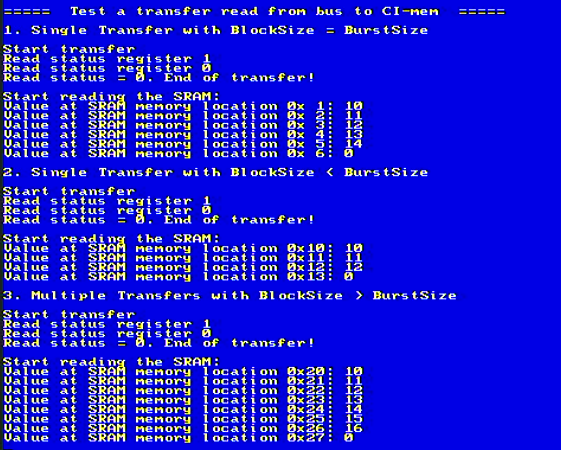 ===== Test a transfer read from bus to CI-mem =====
1. Single Transfer with BlockSize = BurstSize
Start transfer
Read status register 1
Read status register 0
Read status = 0. End of transfer!
Start reading the SRAM:
Value at SRAM memory location 0x 1: 10
Value at SRAM memory location 0x 2: 11
Value at SRAM memory location 0x 3: 12
Value at SRAM memory location 0x 4: 13
Value at SRAM memory location 0x 5: 14
Value at SRAM memory location 0x 6: 0
2. Single Transfer with BlockSize < BurstSize
Start transfer
Read status register 1
Read status register 0
Read status = 0. End of transfer!
Start reading the SRAM:
Value at SRAM memory location 0x10: 10
Value at SRAM memory location 0x11: 11
Value at SRAM memory location 0x12: 12
Value at SRAM memory location 0x13: 0
3. Multiple Transfers with BlockSize > BurstSize
Start transfer
Read status register 1
Read status register 0
Read status = 0. End of transfer!
Start reading the SRAM:
Value at SRAM memory location 0x20: 10
Value at SRAM memory location 0x21: 11
Value at SRAM memory location 0x22: 12
Value at SRAM memory location 0x23: 13
Value at SRAM memory location 0x24: 14
Value at SRAM memory location 0x25: 15
Value at SRAM memory location 0x26: 16
Value at SRAM memory location 0x27: 0